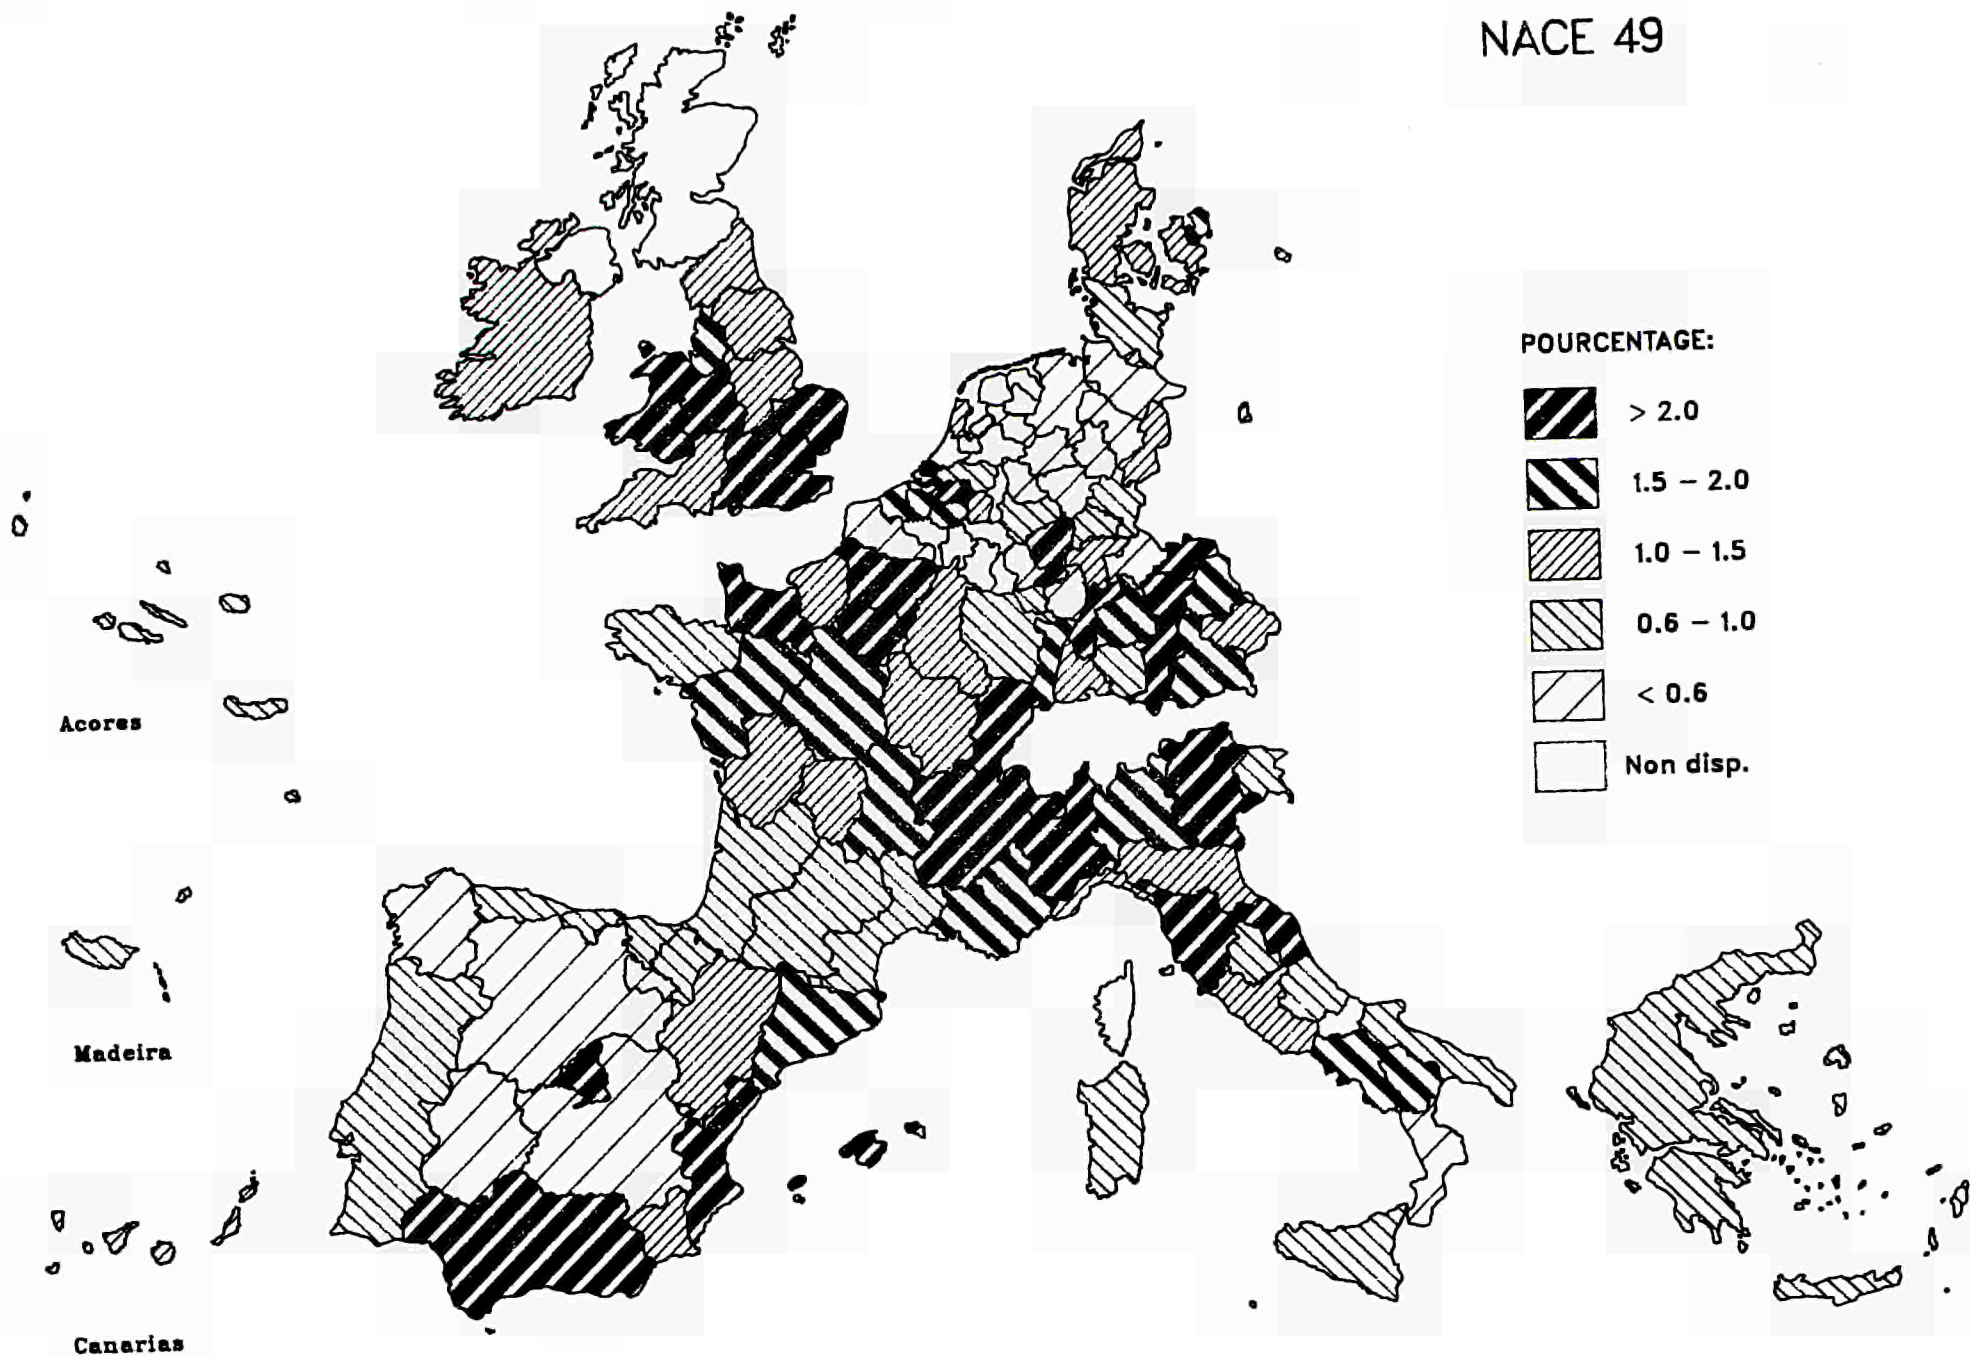 NACE 49
POURCENTAGE:
> 2.0
1.5 – 2.0
1.0 – 1.5
0.6 – 1.0
< 0.6
Non disp.
Acores
Madeira
Canarias